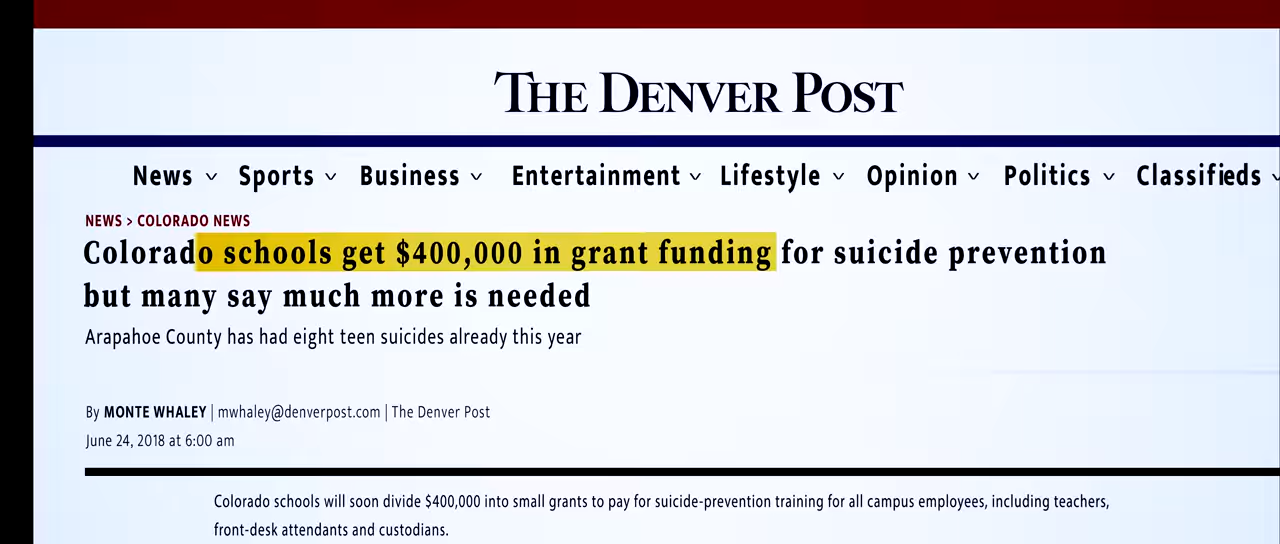 THE DENVER POST
News Sports Business Entertainment Lifestyle Opinion Politics Classifieds
NEWS > COLORADO NEWS
Colorado schools get $400,000 in grant funding for suicide prevention
but many say much more is needed
Arapahoe County has had eight teen suicides already this year
By MONTE WHALEY | mwhaley@denverpost.com | The Denver Post
June 24, 2018 at 6:00 am
Colorado schools will soon divide $400,000 into small grants to pay for suicide-prevention training for all campus employees, including teachers,
front-desk attendants and custodians.